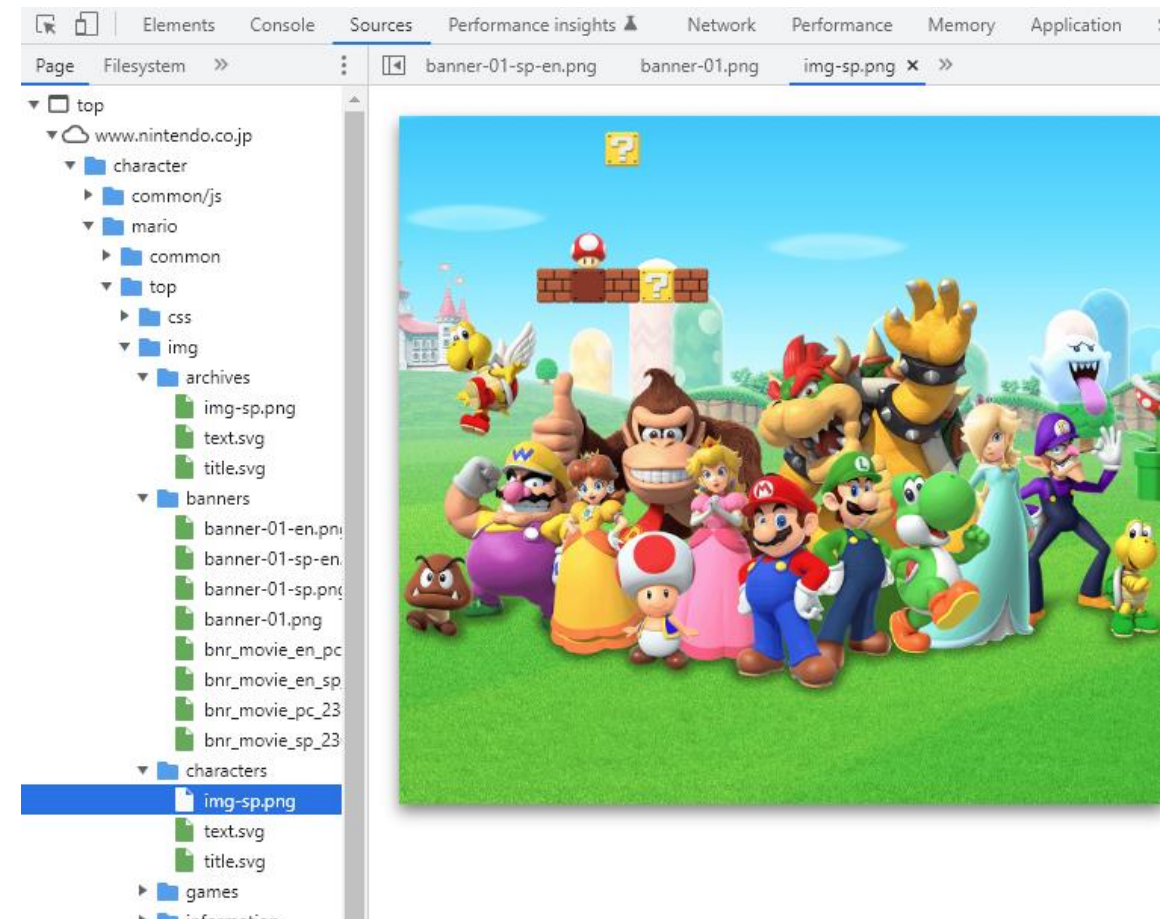 Elements Console Sources Performance insights Network Performance Memory Application
Page Filesystem » banner-01-sp-en.png banner-01.png img-sp.png × »
top
www.nintendo.co.jp
character
common/js
mario
common
top
css
img
archives
img-sp.png
text.svg
title.svg
banners
banner-01-en.pn
banner-01-sp-en.
banner-01-sp.pn
banner-01.png
bnr_movie_en_pc
bnr_movie_en_sp
bnr_movie_pc_23
bnr_movie_sp_23
characters
img-sp.png
text.svg
title.svg
games
information
?
?
W
M
L